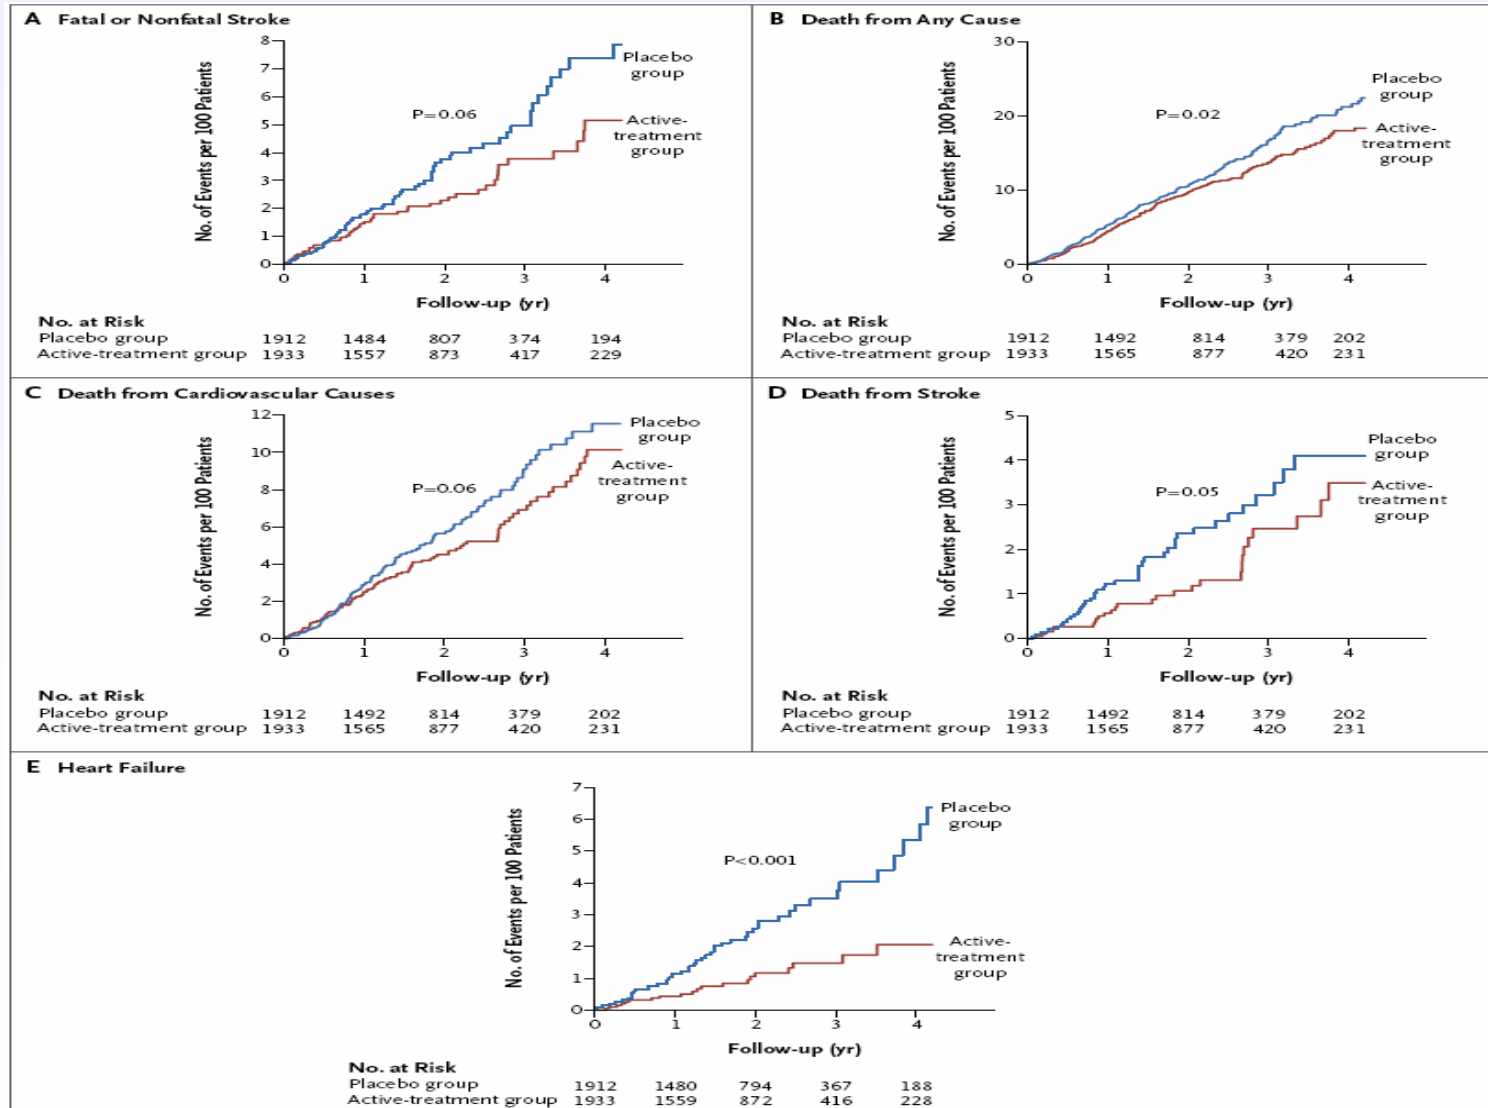 A Fatal or Nonfatal Stroke
No. of Events per 100 Patients
8
7
6
5
4
3
2
1
0
P=0.06
Placebo
group
Active-
treatment
group
0 1 2 3 4
Follow-up (yr)
No. at Risk
Placebo group 1912 1484 807 374 194
Active-treatment group 1933 1557 873 417 229
B Death from Any Cause
No. of Events per 100 Patients
30
20
10
0
P=0.02
Placebo
group
Active-
treatment
group
0 1 2 3 4
Follow-up (yr)
No. at Risk
Placebo group 1912 1492 814 379 202
Active-treatment group 1933 1565 877 420 231
C Death from Cardiovascular Causes
No. of Events per 100 Patients
12
10
8
6
4
2
0
P=0.06
Placebo
group
Active-
treatment
group
0 1 2 3 4
Follow-up (yr)
No. at Risk
Placebo group 1912 1492 814 379 202
Active-treatment group 1933 1565 877 420 231
D Death from Stroke
No. of Events per 100 Patients
5
4
3
2
1
0
P=0.05
Placebo
group
Active-
treatment
group
0 1 2 3 4
Follow-up (yr)
No. at Risk
Placebo group 1912 1492 814 379 202
Active-treatment group 1933 1565 877 420 231
E Heart Failure
No. of Events per 100 Patients
7
6
5
4
3
2
1
0
P<0.001
Placebo
group
Active-
treatment
group
0 1 2 3 4
Follow-up (yr)
No. at Risk
Placebo group 1912 1480 794 367 188
Active-treatment group 1933 1559 872 416 228